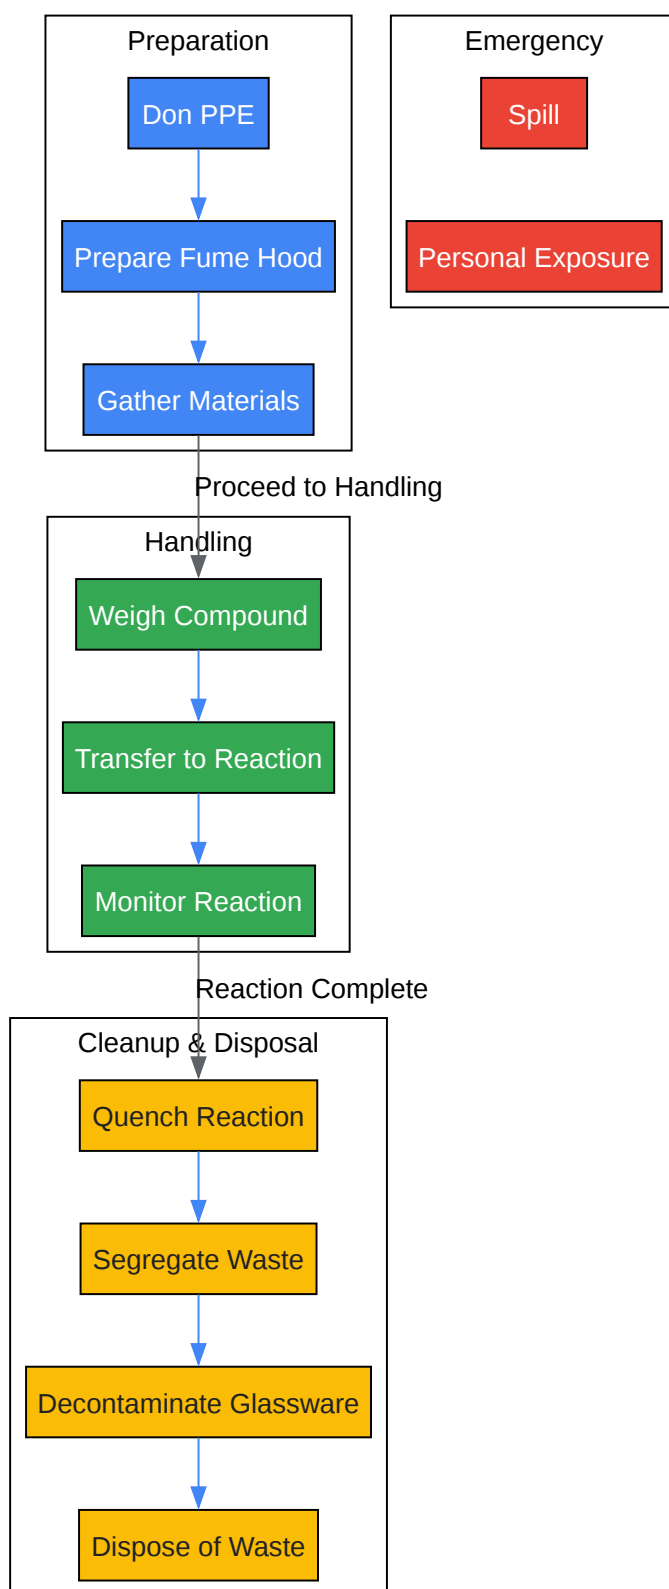 Preparation
Don PPE
Prepare Fume Hood
Gather Materials
Emergency
Spill
Personal Exposure
Proceed to Handling
Handling
Weigh Compound
Transfer to Reaction
Monitor Reaction
Reaction Complete
Cleanup & Disposal
Quench Reaction
Segregate Waste
Decontaminate Glassware
Dispose of Waste